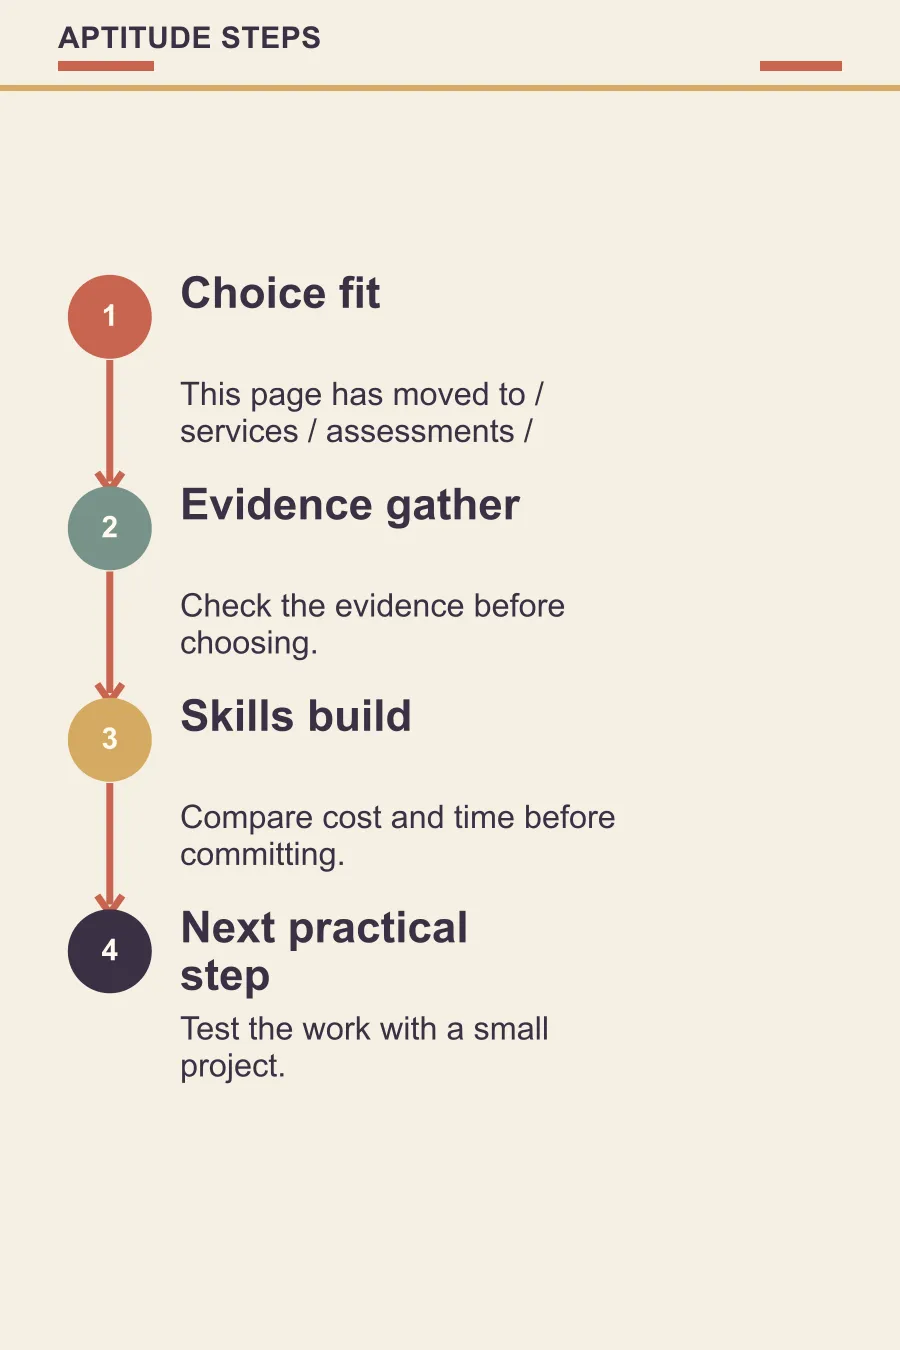 APTITUDE STEPS
1
Choice fit
This page has moved to /
services / assessments /
2
Evidence gather
Check the evidence before
choosing.
3
Skills build
Compare cost and time before
committing.
4
Next practical
step
Test the work with a small
project.